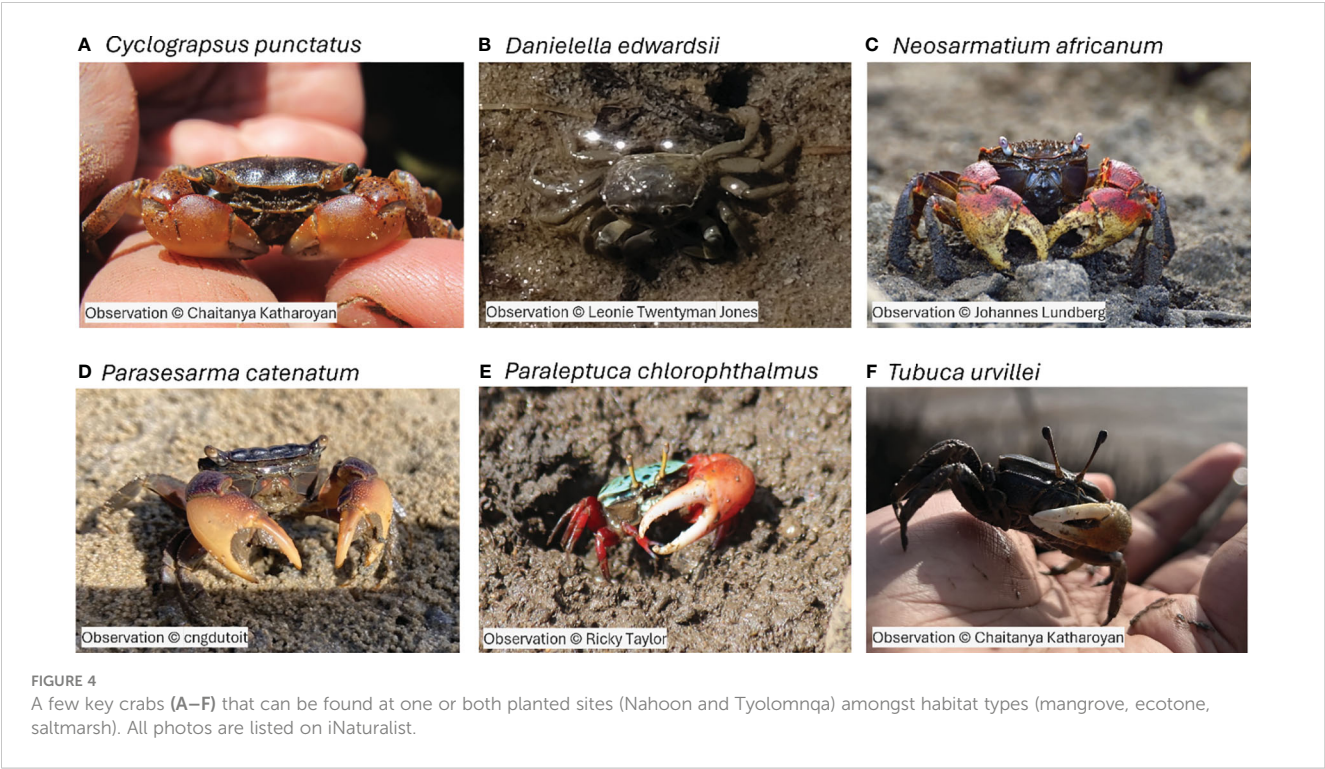 A Cyclograpsus punctatus
B Danielella edwardsii
C Neosarmatium africanum
Observation © Chaitanya Katharoyan
Observation © Leonie Twentyman Jones
Observation © Johannes Lundberg
D Parasesarma catenatum
E Paraleptuca chlorophthalmus
F Tubuca urvillei
Observation © cngdutoit
Observation © Ricky Taylor
Observation © Chaitanya Katharoyan
FIGURE 4
A few key crabs (A–F) that can be found at one or both planted sites (Nahoon and Tyolomnqa) amongst habitat types (mangrove, ecotone,
saltmarsh). All photos are listed on iNaturalist.